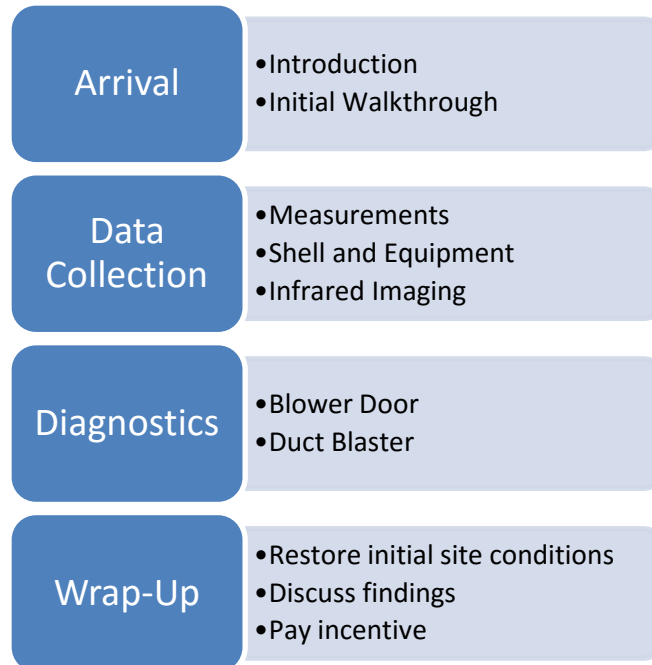 Arrival
•Introduction
•Initial Walkthrough
Data
Collection
•Measurements
•Shell and Equipment
•Infrared Imaging
Diagnostics
•Blower Door
•Duct Blaster
Wrap-Up
•Restore initial site conditions
•Discuss findings
•Pay incentive